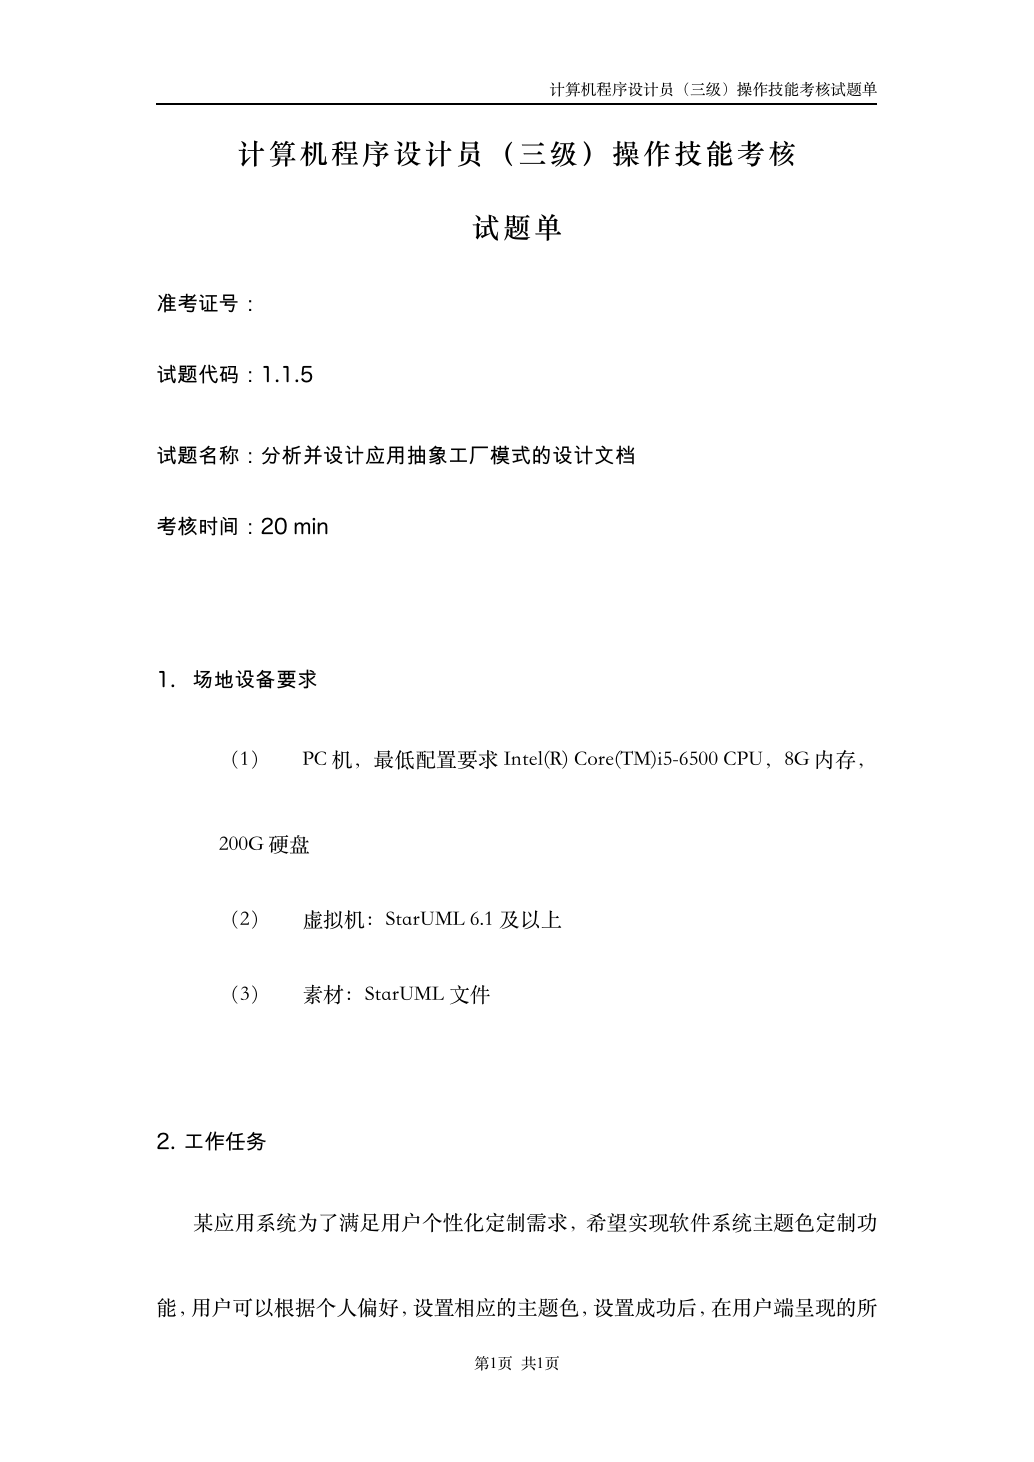 计算机程序设计员（三级）操作技能考核试题单
计算机程序设计员（三级）操作技能考核
试题单
准考证号：
试题代码：1.1.5
试题名称：分析并设计应用抽象工厂模式的设计文档
考核时间：20 min
1. 场地设备要求
（1） PC 机，最低配置要求 Intel(R) Core(TM)i5-6500 CPU，8G 内存，
200G 硬盘
（2） 虚拟机：StarUML 6.1 及以上
（3） 素材：StarUML 文件
2. 工作任务
某应用系统为了满足用户个性化定制需求，希望实现软件系统主题色定制功
能，用户可以根据个人偏好，设置相应的主题色，设置成功后，在用户端呈现的所
第1页 共1页